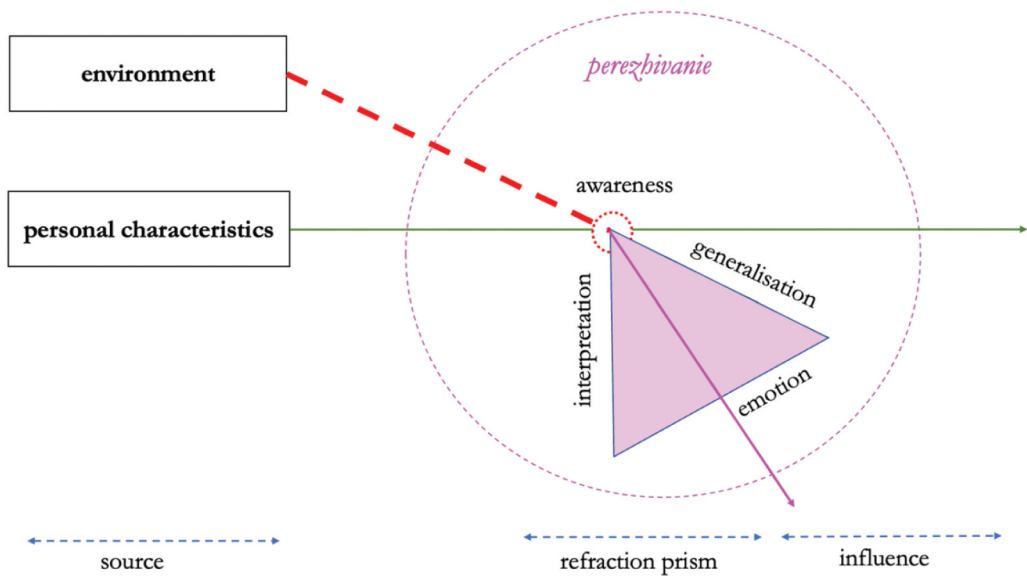 environment
perezhivanie
awareness
personal characteristics
generalisation
interpretation
emotion
source
refraction prism
influence